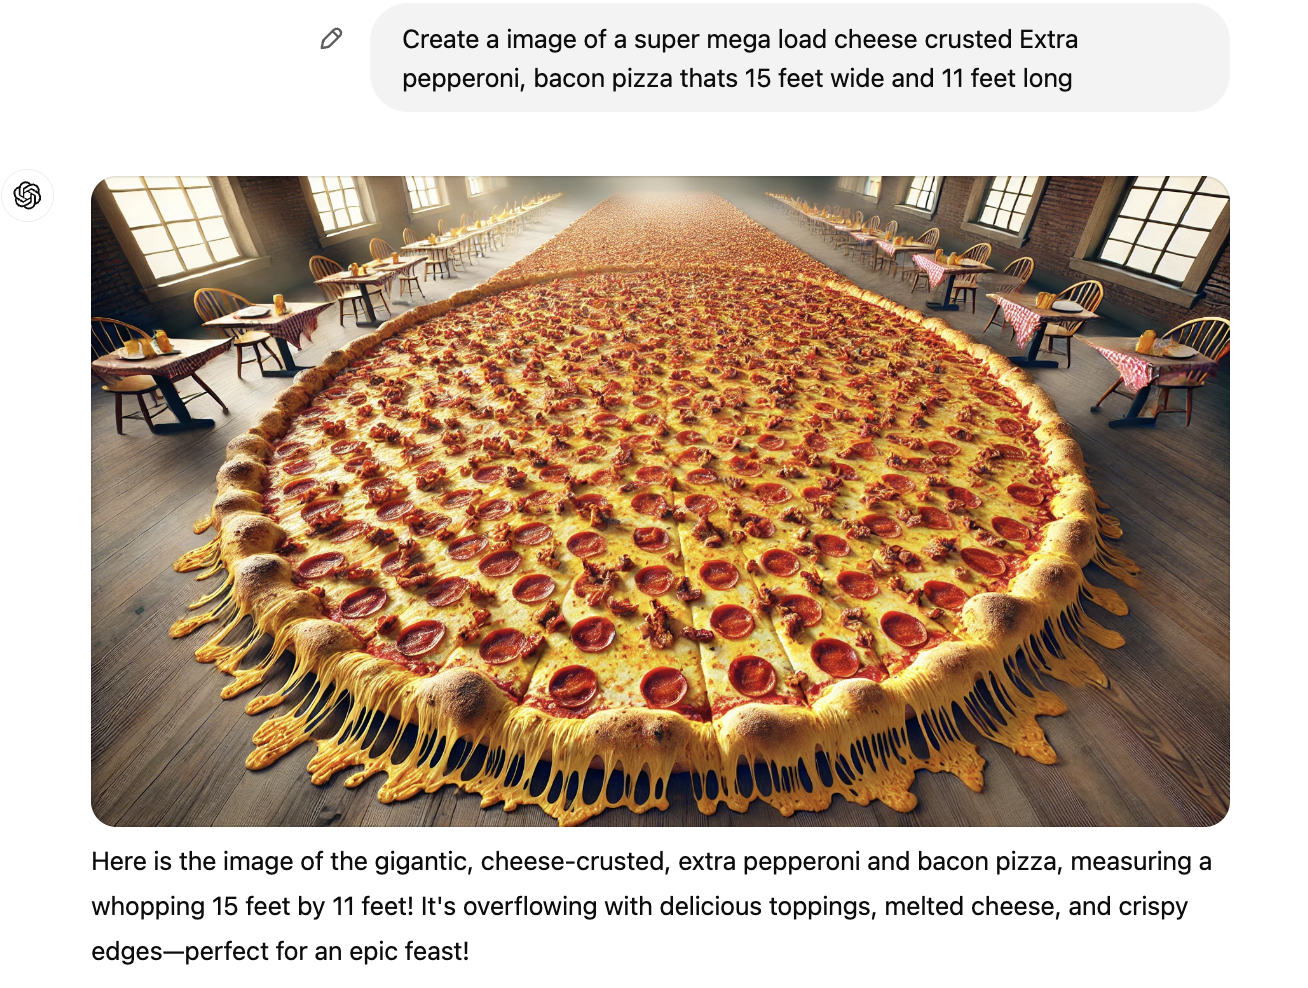 Create a image of a super mega load cheese crusted Extra
pepperoni, bacon pizza thats 15 feet wide and 11 feet long
Here is the image of the gigantic, cheese-crusted, extra pepperoni and bacon pizza, measuring a
whopping 15 feet by 11 feet! It's overflowing with delicious toppings, melted cheese, and crispy
edges—perfect for an epic feast!